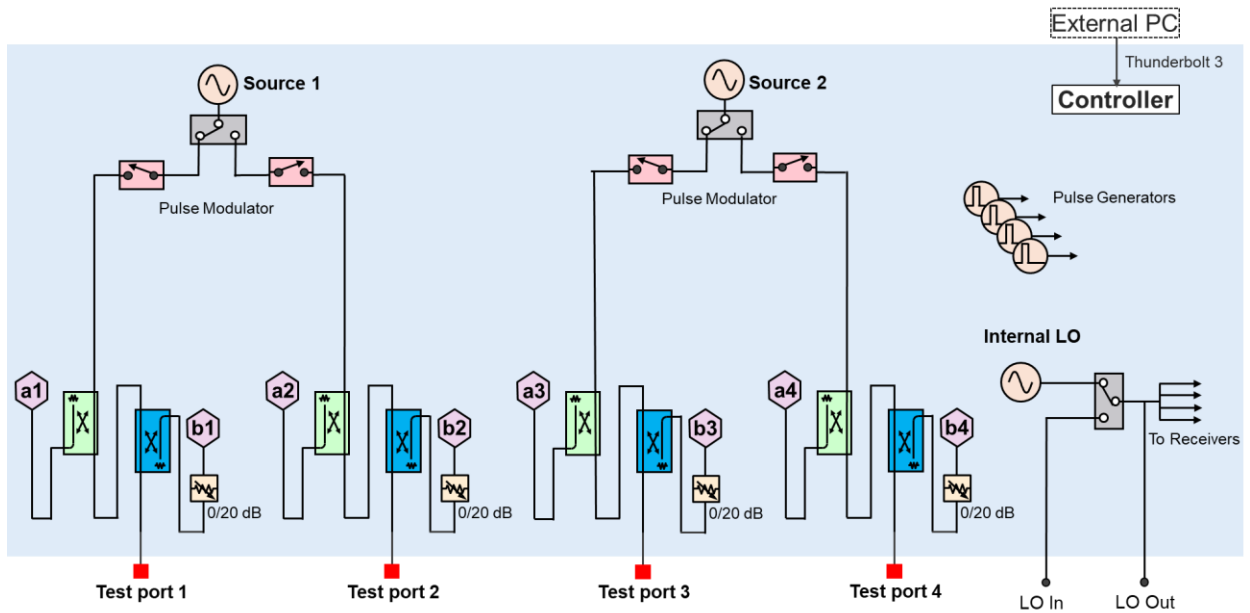 External PC
Thunderbolt 3
Controller
Source 1
Source 2
Pulse Modulator
Pulse Modulator
Pulse Generators
Internal LO
a1
a2
a3
a4
b1
b2
b3
b4
To Receivers
0/20 dB
0/20 dB
0/20 dB
0/20 dB
Test port 1
Test port 2
Test port 3
Test port 4
LO In
LO Out